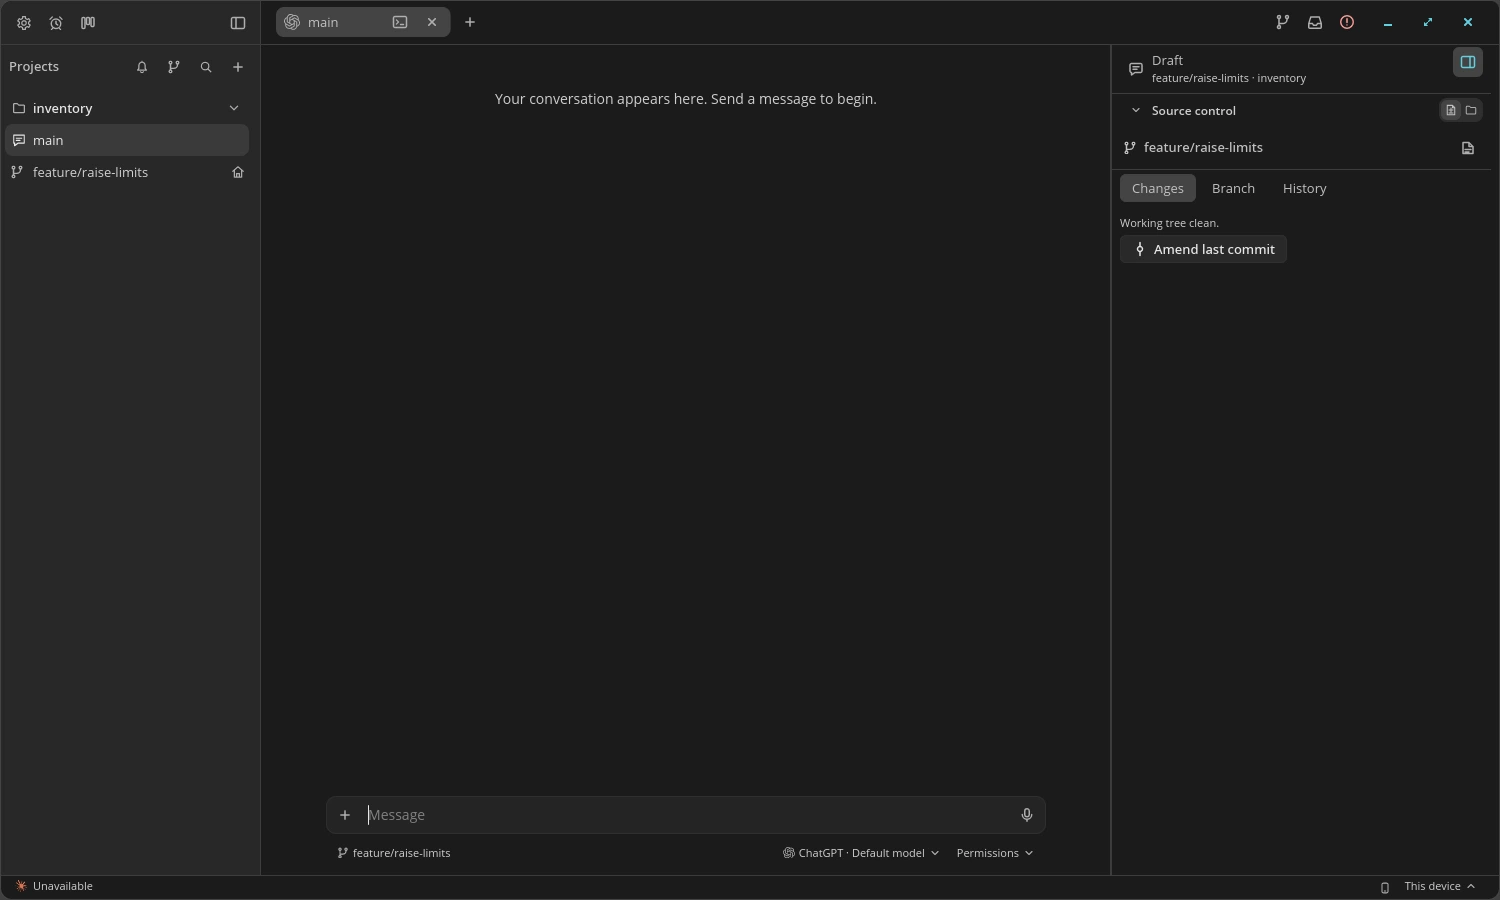 main
Projects
inventory
main
feature/raise-limits
Your conversation appears here. Send a message to begin.
Message
feature/raise-limits
ChatGPT · Default model
Permissions
Draft
feature/raise-limits · inventory
Source control
feature/raise-limits
Changes
Branch
History
Working tree clean.
Amend last commit
Unavailable
This device